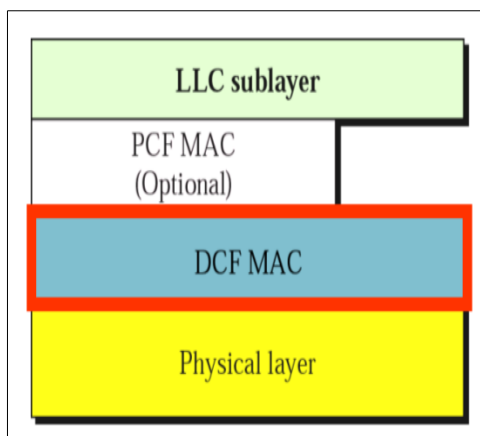 LLC sublayer
PCF MAC
(Optional)
DCF MAC
Physical layer